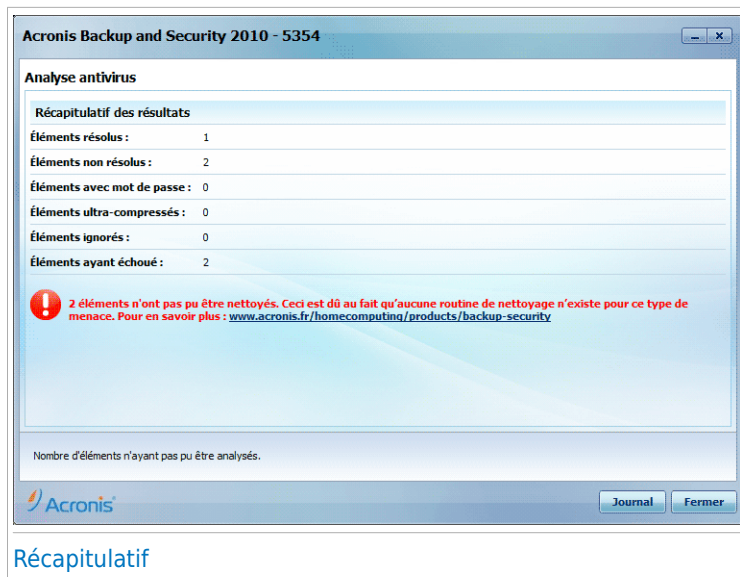 Acronis Backup and Security 2010 - 5354
Analyse antivirus
Récapitulatif des résultats
Éléments résolus : 1
Éléments non résolus : 2
Éléments avec mot de passe : 0
Éléments ultra-compressés : 0
Éléments ignorés : 0
Éléments ayant échoué : 2
2 éléments n'ont pas pu être nettoyés. Ceci est dû au fait qu'aucune routine de nettoyage n'existe pour ce type de
menace. Pour en savoir plus : www.acronis.fr/homecomputing/products/backup-security
Nombre d'éléments n'ayant pas pu être analysés.
Acronis
Journal
Fermer
Récapitulatif